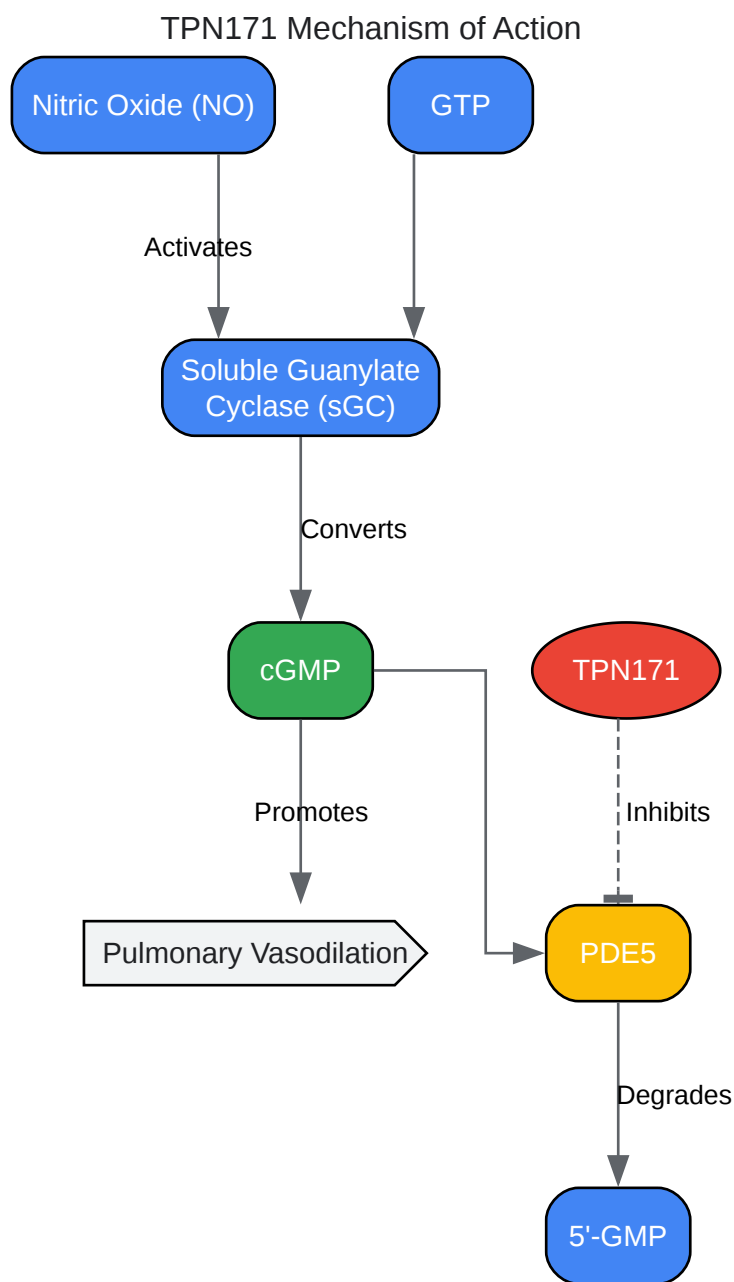 TPN171 Mechanism of Action
Nitric Oxide (NO)
GTP
Activates
Soluble Guanylate
Cyclase (sGC)
Converts
cGMP
TPN171
Promotes
Inhibits
Pulmonary Vasodilation
PDE5
Degrades
5'-GMP